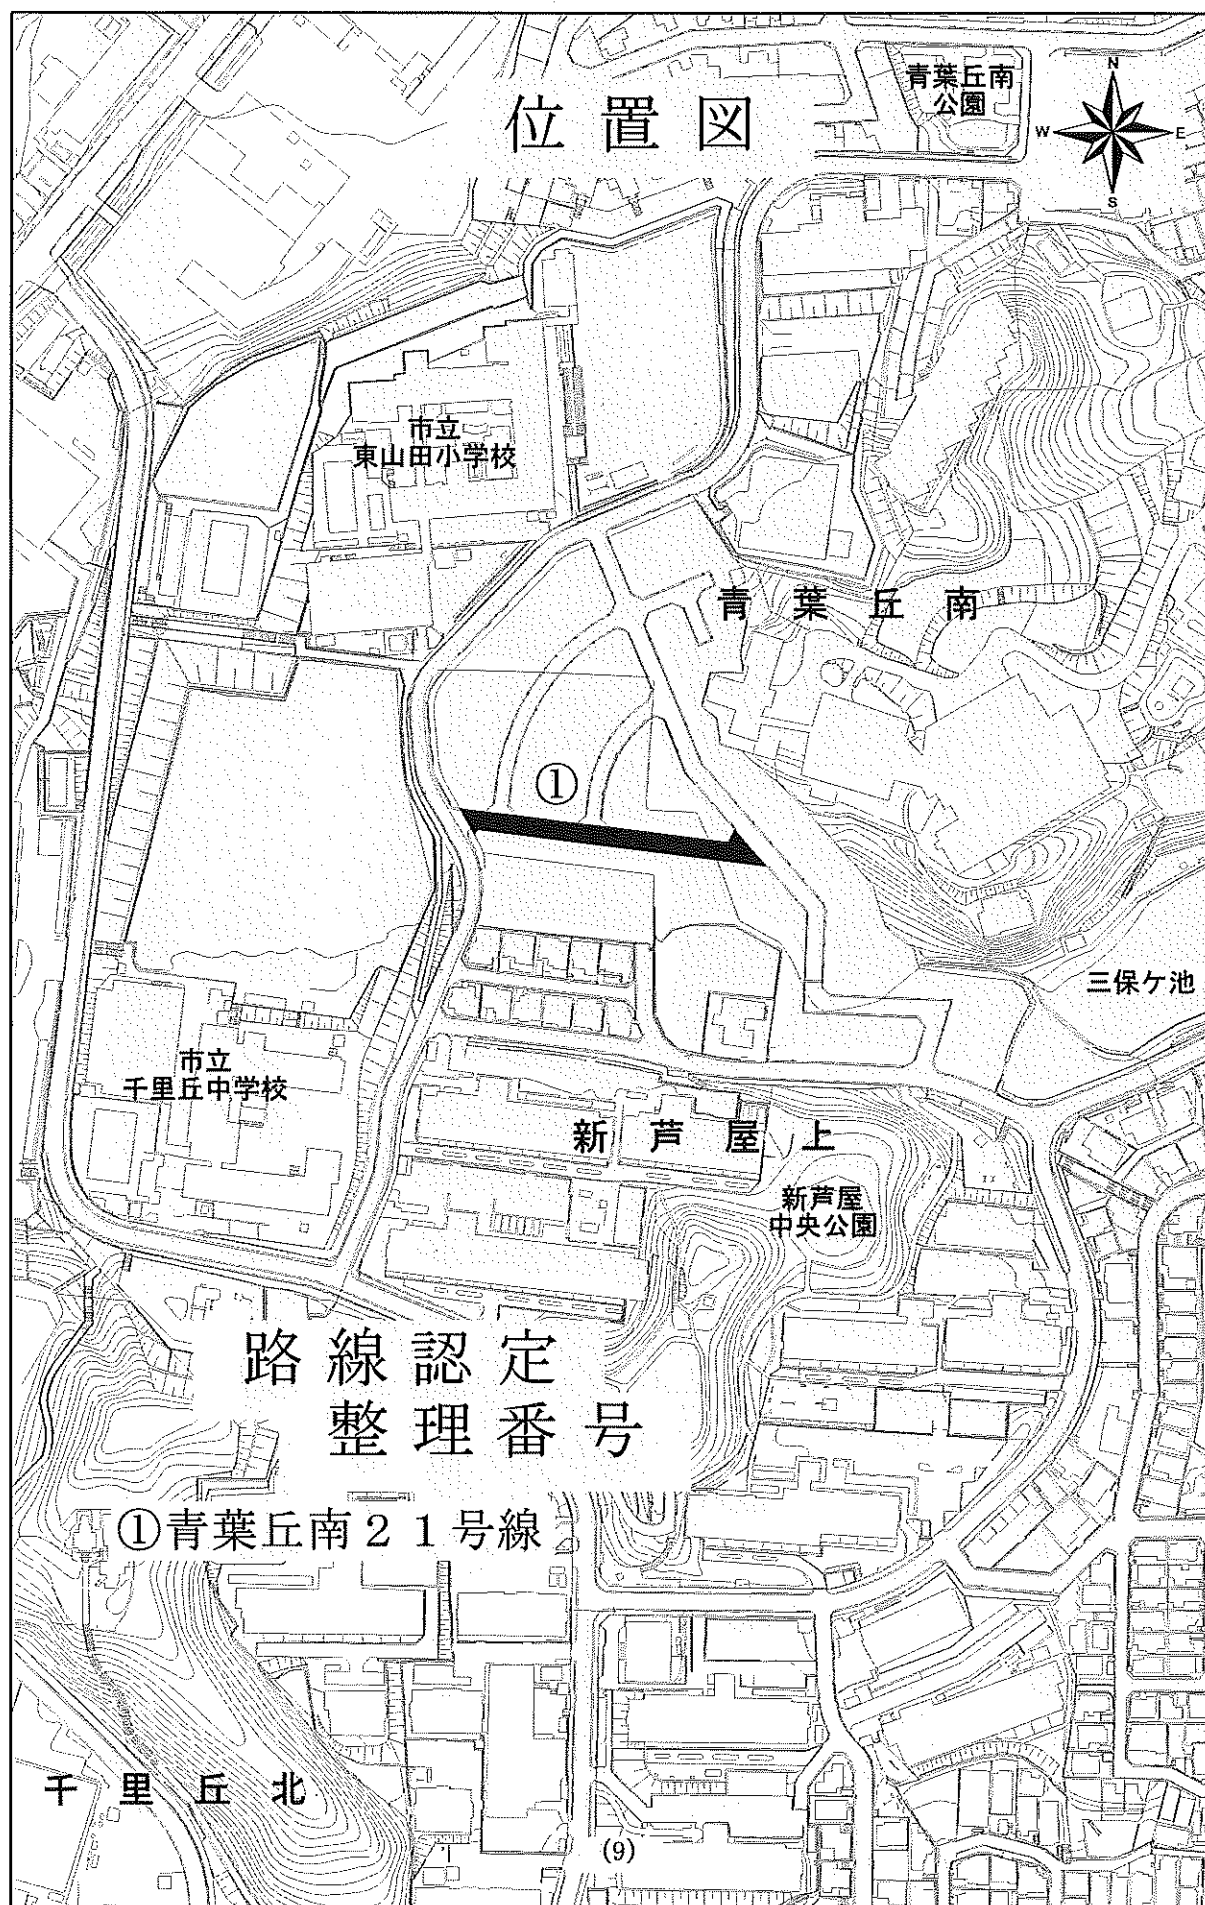 位置図
青葉丘南
公園
N
W
E
S
市立
東山田小学校
青葉丘南
①
三保ケ池
市立
千里丘中学校
新芦屋上
新芦屋
中央公園
路線認定
整理番号
①青葉丘南２１号線
千里丘北
(9)